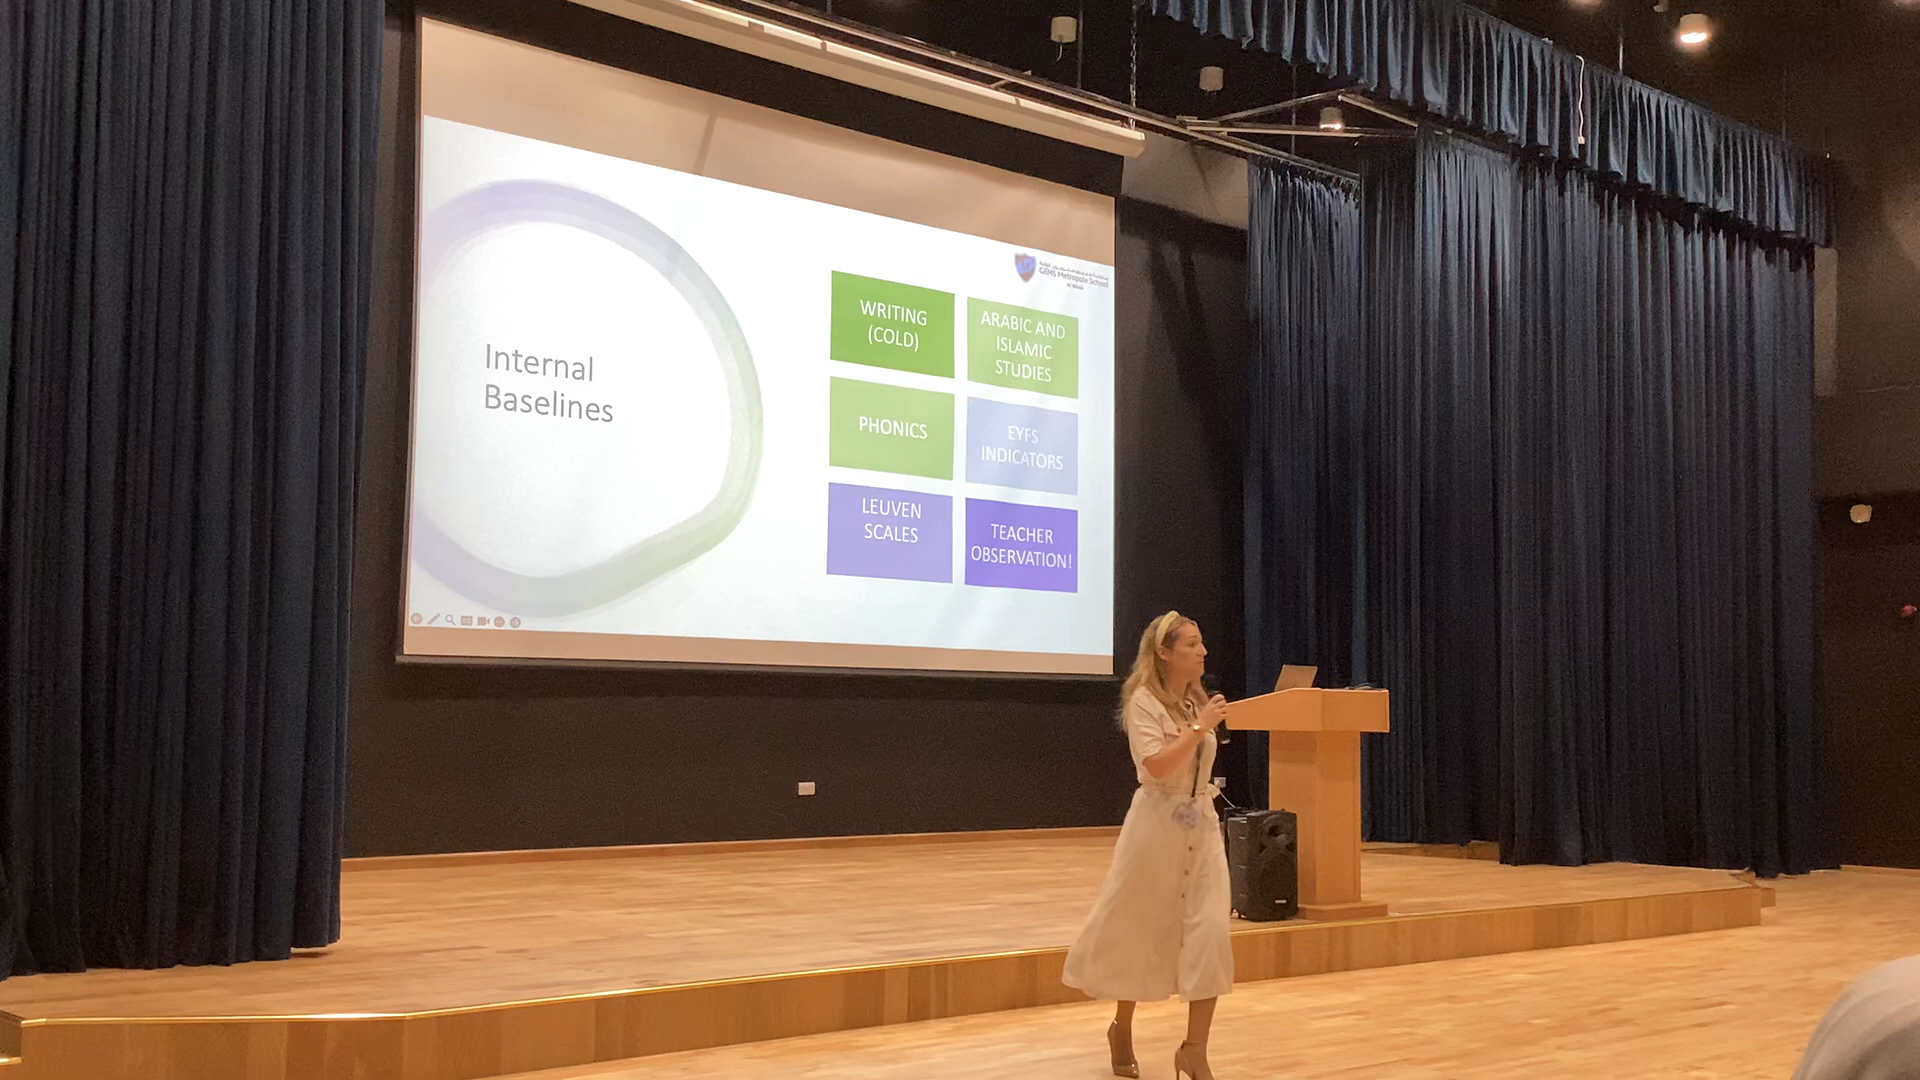 Internal
Baselines
GEMS Metropole School
WRITING
(COLD)
ARABIC AND
ISLAMIC
STUDIES
PHONICS
EYFS
INDICATORS
LEUVEN
SCALES
TEACHER
OBSERVATION!